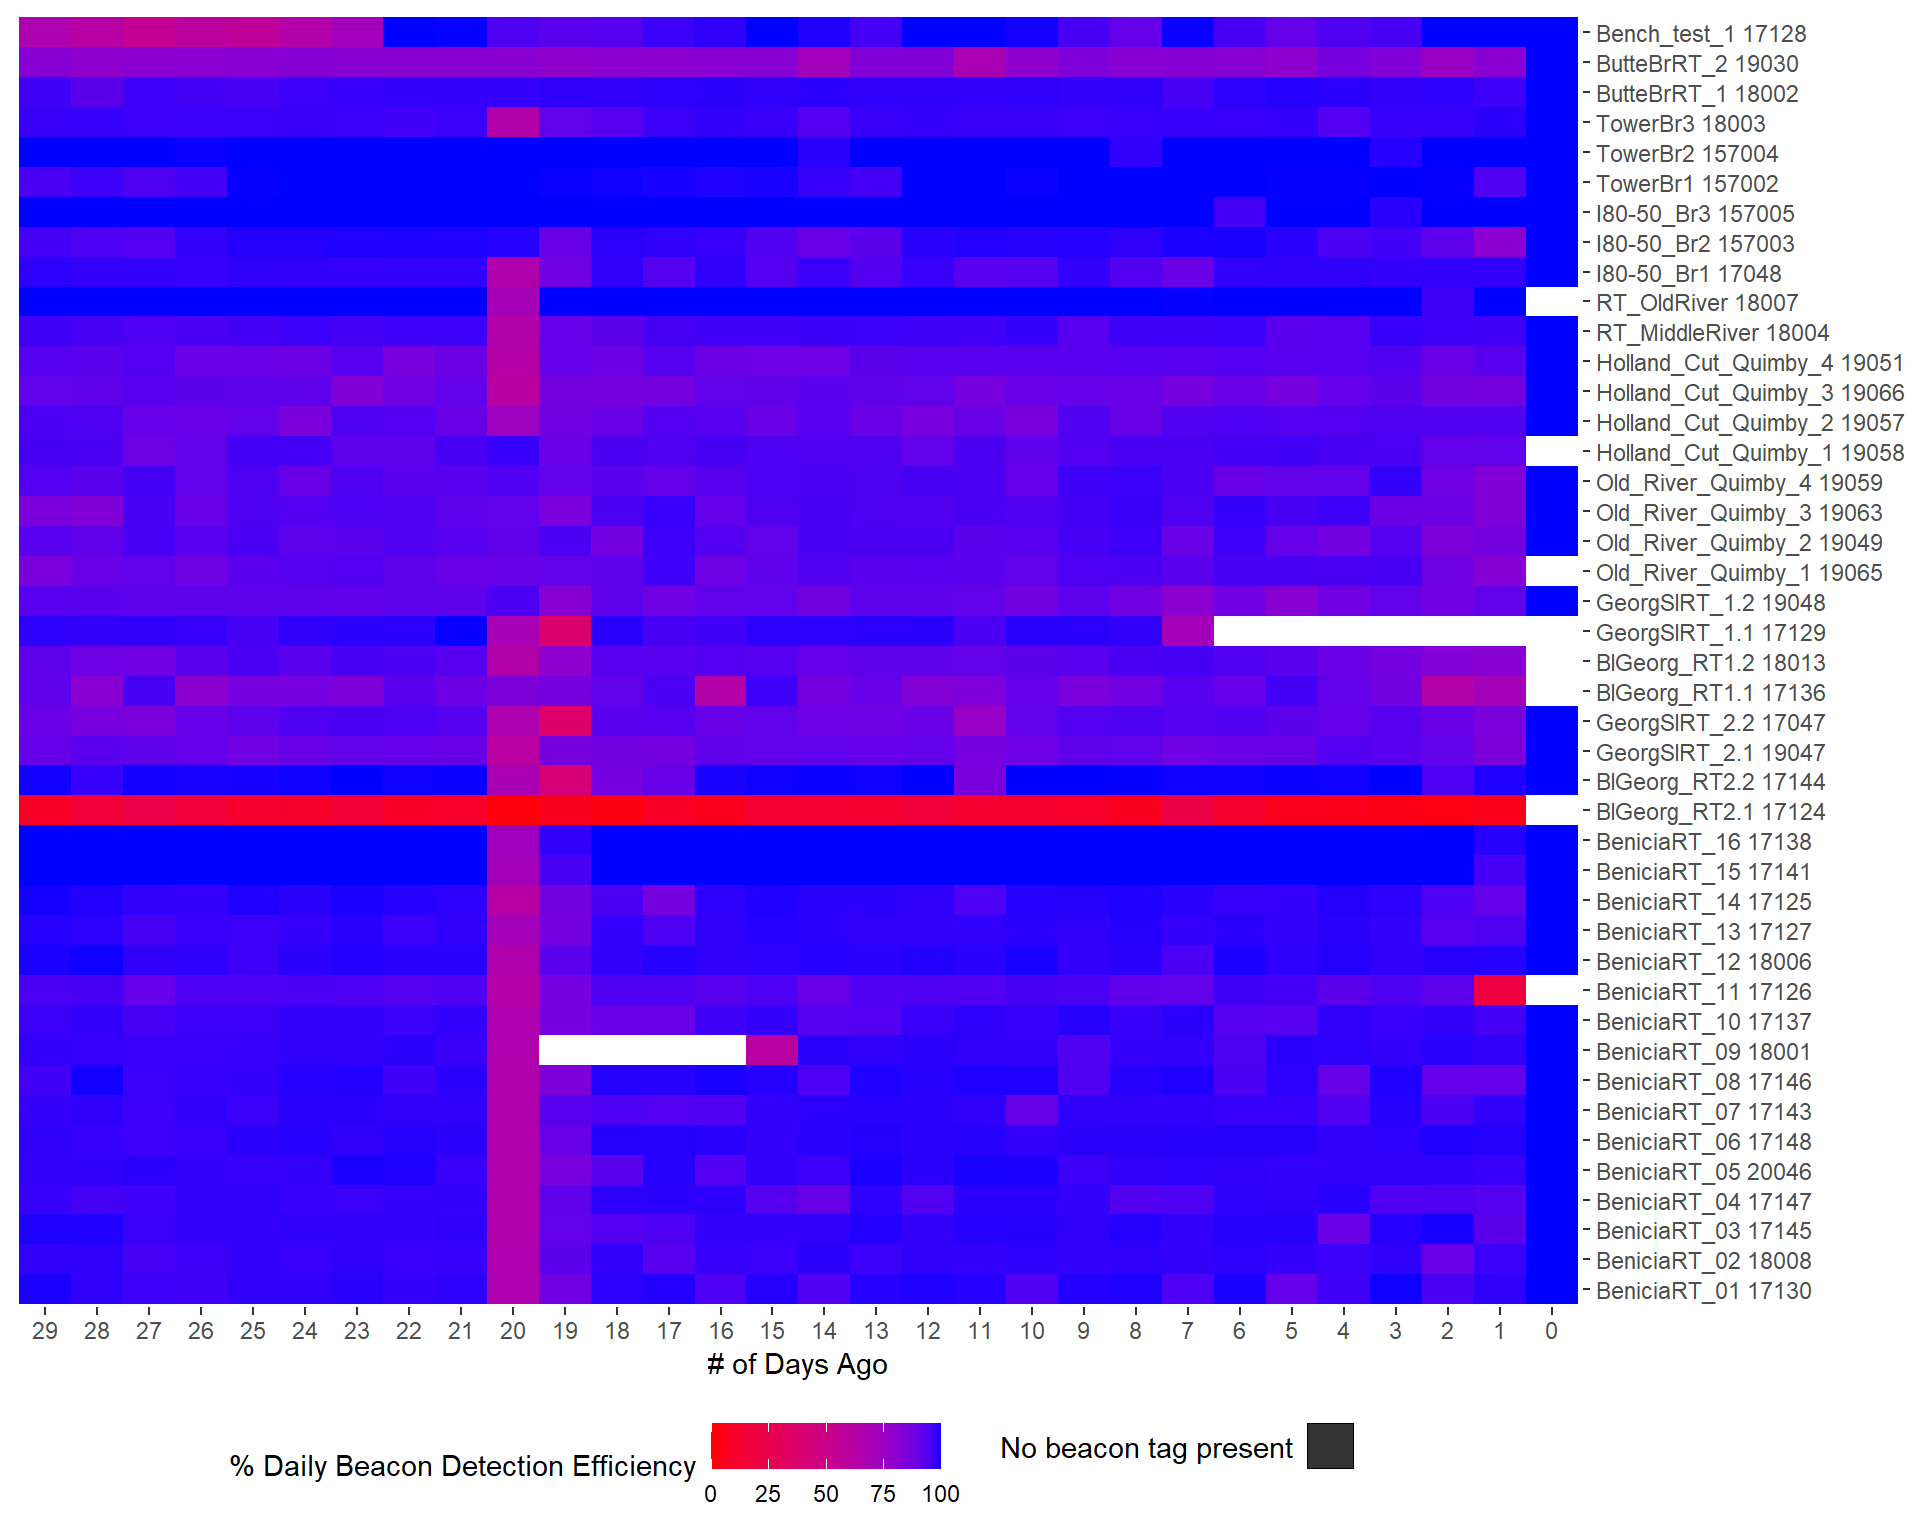 Bench_test_1 17128
ButteBrRT_2 19030
ButteBrRT_1 18002
TowerBr3 18003
TowerBr2 157004
TowerBr1 157002
I80-50_Br3 157005
I80-50_Br2 157003
I80-50_Br1 17048
RT_OldRiver 18007
RT_MiddleRiver 18004
Holland_Cut_Quimby_4 19051
Holland_Cut_Quimby_3 19066
Holland_Cut_Quimby_2 19057
Holland_Cut_Quimby_1 19058
Old_River_Quimby_4 19059
Old_River_Quimby_3 19063
Old_River_Quimby_2 19049
Old_River_Quimby_1 19065
GeorgSlRT_1.2 19048
GeorgSlRT_1.1 17129
BlGeorg_RT1.2 18013
BlGeorg_RT1.1 17136
GeorgSlRT_2.2 17047
GeorgSlRT_2.1 19047
BlGeorg_RT2.2 17144
BlGeorg_RT2.1 17124
BeniciaRT_16 17138
BeniciaRT_15 17141
BeniciaRT_14 17125
BeniciaRT_13 17127
BeniciaRT_12 18006
BeniciaRT_11 17126
BeniciaRT_10 17137
BeniciaRT_09 18001
BeniciaRT_08 17146
BeniciaRT_07 17143
BeniciaRT_06 17148
BeniciaRT_05 20046
BeniciaRT_04 17147
BeniciaRT_03 17145
BeniciaRT_02 18008
BeniciaRT_01 17130
29 28 27 26 25 24 23 22 21 20 19 18 17 16 15 14 13 12 11 10 9 8 7 6 5 4 3 2 1 0
# of Days Ago
% Daily Beacon Detection Efficiency
0 25 50 75 100
No beacon tag present